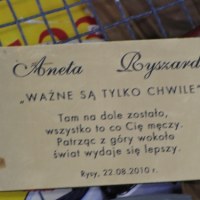 Aneta Ryszard
„WAŻNE SĄ TYLKO CHWILE"
Tam na dole zostało,
wszystko to co Cię męczy.
Patrząc z góry wokoła
świat wydaje się lepszy.
Rysy, 22.08.2010 r.